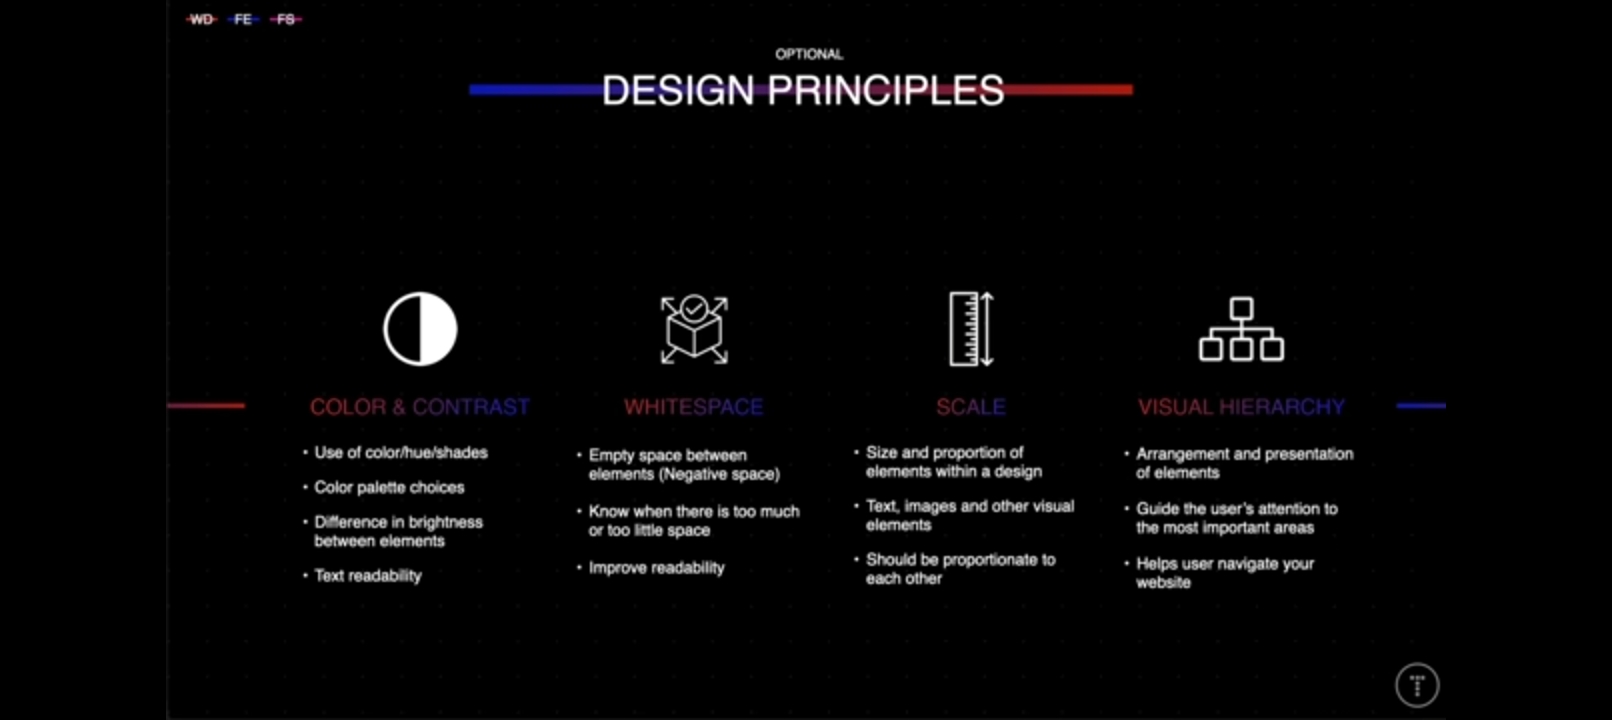 WD FE FS
OPTIONAL
DESIGN PRINCIPLES
COLOR & CONTRAST
• Use of color/hue/shades
• Color palette choices
• Difference in brightness
between elements
• Text readability
WHITESPACE
• Empty space between
elements (Negative space)
• Know when there is too much
or too little space
• Improve readability
SCALE
• Size and proportion of
elements within a design
• Text, images and other visual
elements
• Should be proportionate to
each other
VISUAL HIERARCHY
• Arrangement and presentation
of elements
• Guide the user's attention to
the most important areas
• Helps user navigate your
website
T